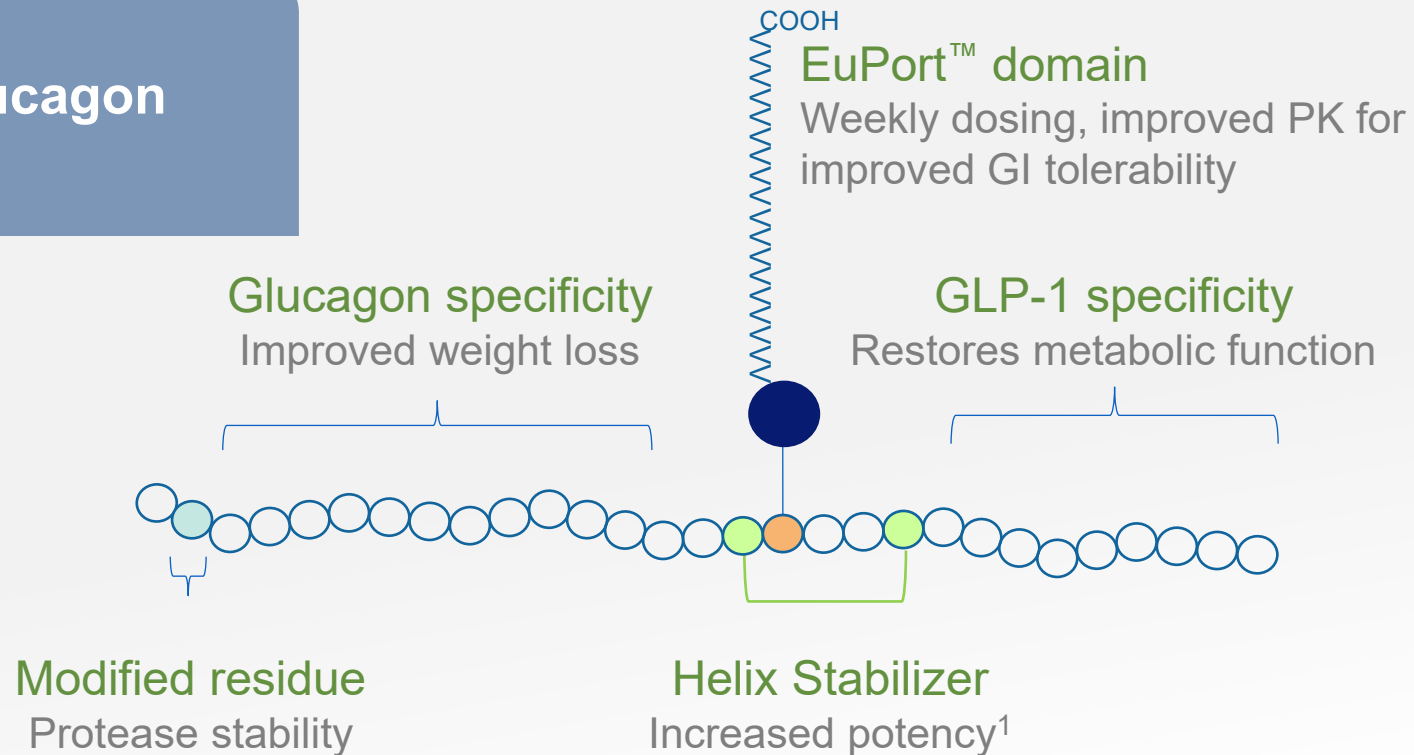 COOH
EuPort™ domain
Weekly dosing, improved PK for
improved GI tolerability
Glucagon specificity
Improved weight loss
GLP-1 specificity
Restores metabolic function
Modified residue
Protease stability
Helix Stabilizer
Increased potency¹